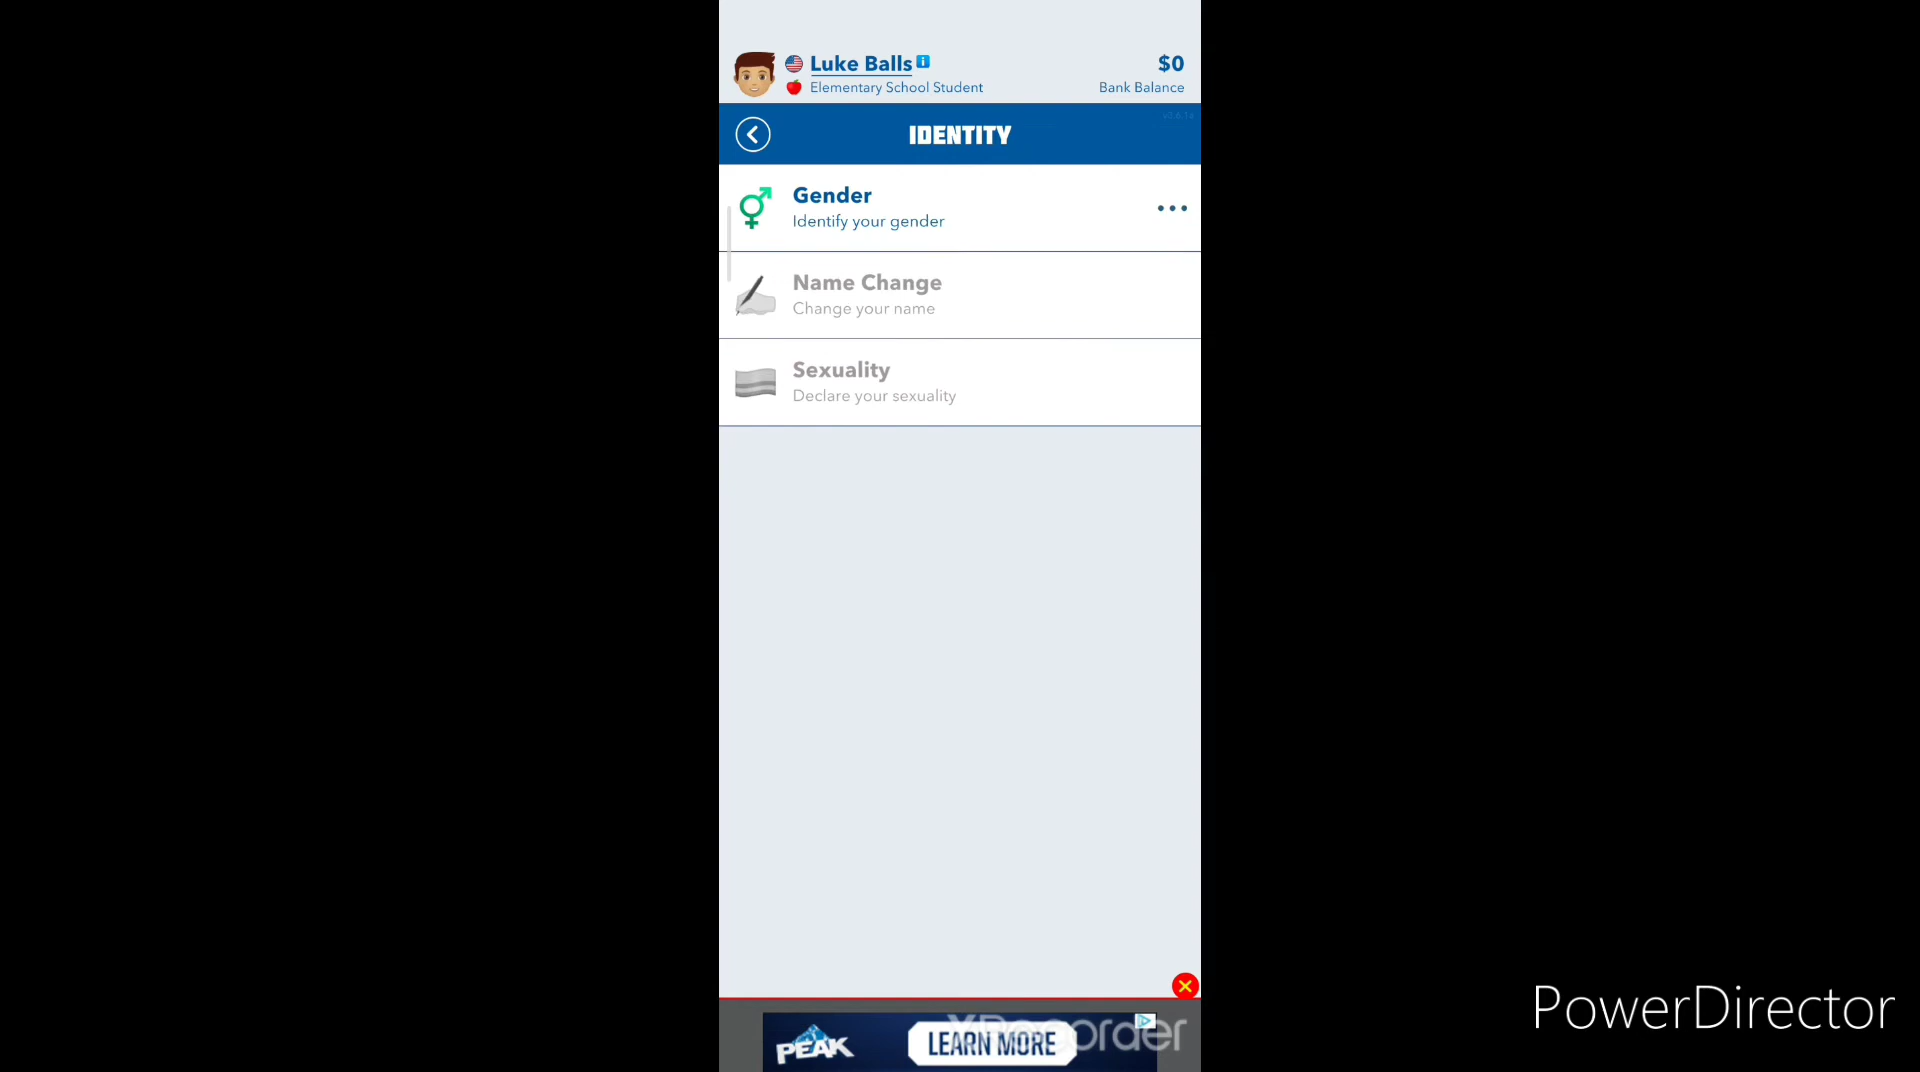 Luke Balls
$0
Elementary School Student
Bank Balance
IDENTITY
Gender
Identify your gender
Name Change
Change your name
Sexuality
Declare your sexuality
PEAK
LEARN MORE
XRecorder
PowerDirector